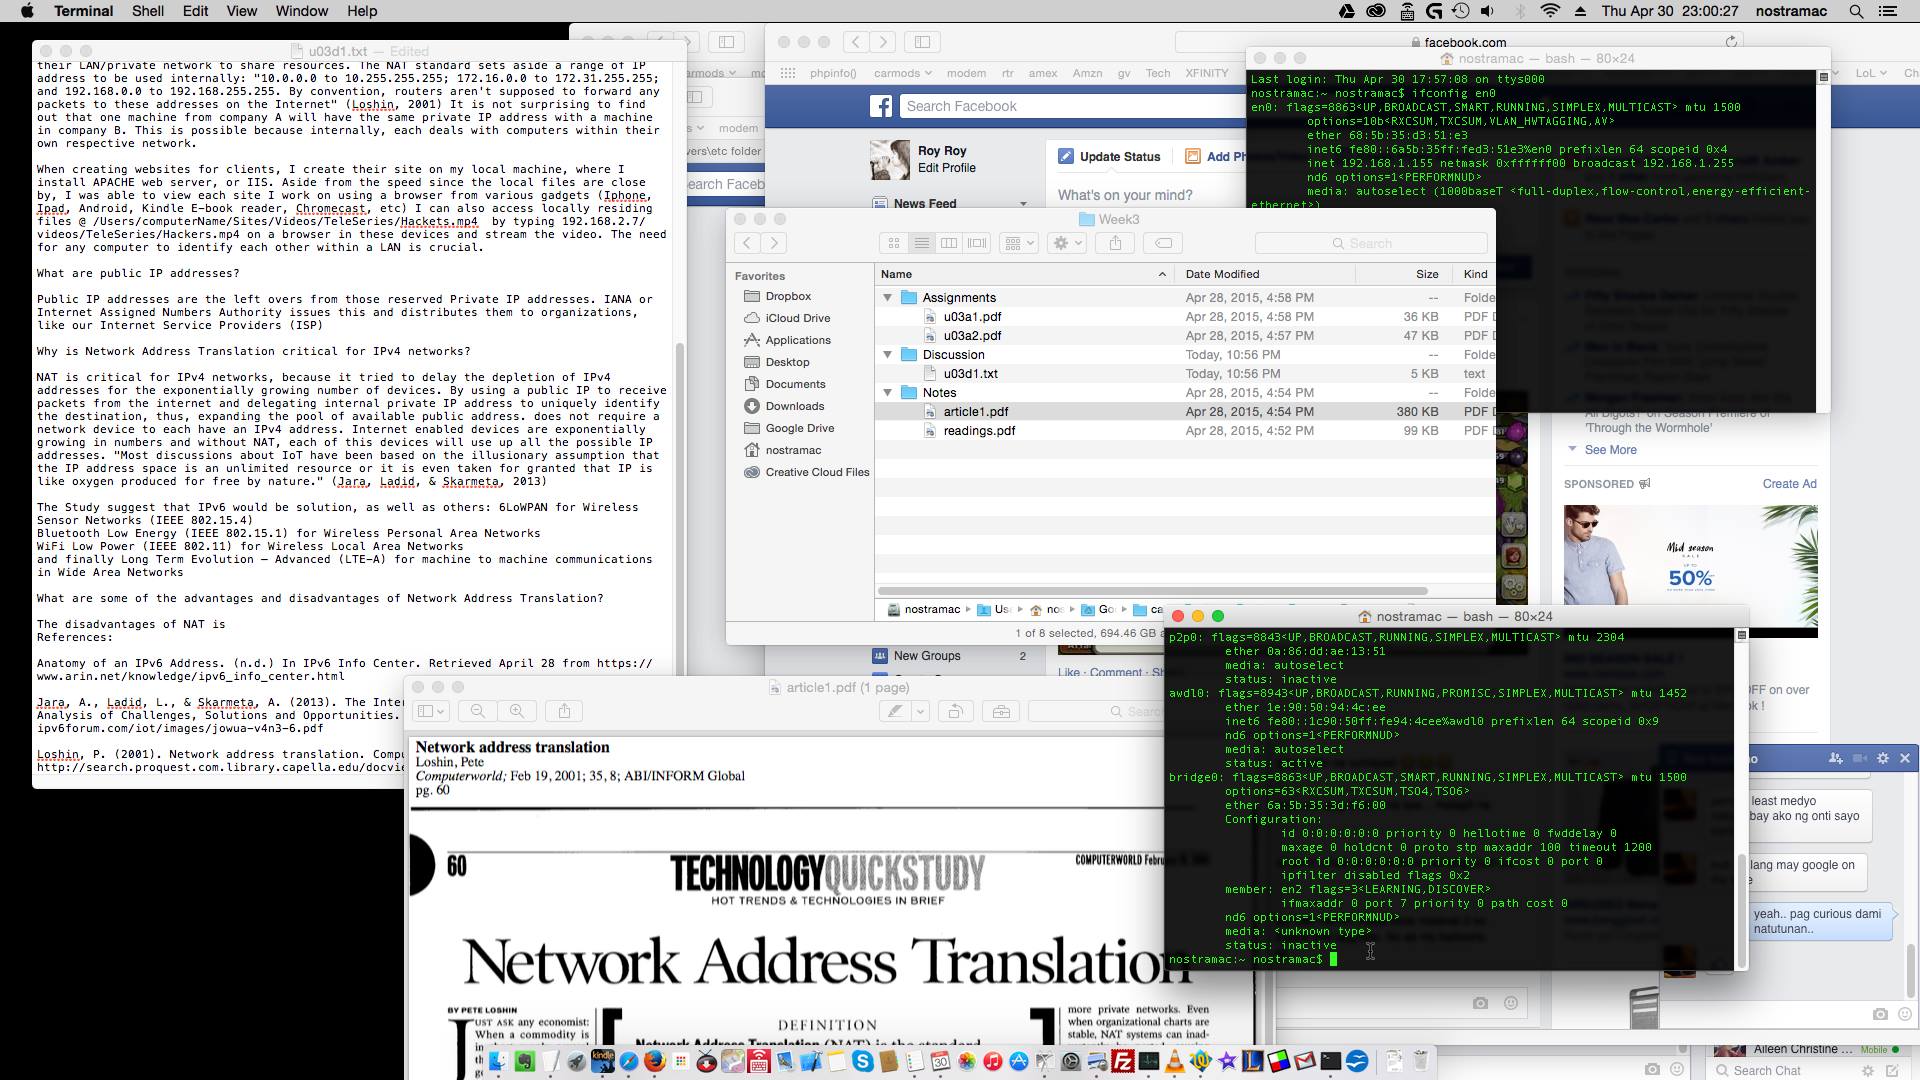 Terminal Shell Edit View Window Help
Thu Apr 30 23:00:27 nostramac
u03d1.txt — Edited
their LAN/private network to share resources. The NAT standard sets aside a range of IP
address to be used internally: "10.0.0.0 to 10.255.255.255; 172.16.0.0 to 172.31.255.255;
and 192.168.0.0 to 192.168.255.255. By convention, routers aren't supposed to forward any
packets to these addresses on the Internet" (Loshin, 2001) It is not surprising to find
out that one machine from company A will have the same private IP address with a machine
in company B. This is possible because internally, each deals with computers within their
own respective network.
When creating websites for clients, I create their site on my local machine, where I
install APACHE web server, or IIS. Aside from the speed since the local files are close
by, I was able to view each site I work on using a browser from various gadgets (Iphone,
Ipad, Android, Kindle E-book reader, Chromecast, etc) I can also access locally residing
files @ /Users/computerName/Sites/Videos/TeleSeries/Hackets.mp4 by typing 192.168.2.7/
videos/TeleSeries/Hackers.mp4 on a browser in these devices and stream the video. The need
for any computer to identify each other within a LAN is crucial.
What are public IP addresses?
Public IP addresses are the left overs from those reserved Private IP addresses. IANA or
Internet Assigned Numbers Authority issues this and distributes them to organizations,
like our Internet Service Providers (ISP)
Why is Network Address Translation critical for IPv4 networks?
NAT is critical for IPv4 networks, because it tried to delay the depletion of IPv4
addresses for the exponentially growing number of devices. By using a public IP to receive
packets from the internet and delegating internal private IP address to uniquely identify
the destination, thus, expanding the pool of available public address. does not require a
network device to each have an IPv4 address. Internet enabled devices are exponentially
growing in numbers and without NAT, each of this devices will use up all the possible IP
addresses. "Most discussions about IoT have been based on the illusionary assumption that
the IP address space is an unlimited resource or it is even taken for granted that IP is
like oxygen produced for free by nature." (Jara, Ladid, & Skarmeta, 2013)
The Study suggest that IPv6 would be solution, as well as others: 6LoWPAN for Wireless
Sensor Networks (IEEE 802.15.4)
Bluetooth Low Energy (IEEE 802.15.1) for Wireless Personal Area Networks
WiFi Low Power (IEEE 802.11) for Wireless Local Area Networks
and finally Long Term Evolution – Advanced (LTE-A) for machine to machine communications
in Wide Area Networks
What are some of the advantages and disadvantages of Network Address Translation?
The disadvantages of NAT is
References:
Anatomy of an IPv6 Address. (n.d.) In IPv6 Info Center. Retrieved April 28 from https://
www.arin.net/knowledge/ipv6_info_center.html
Jara, A., Ladid, L., & Skarmeta, A. (2013). The Inter
Analysis of Challenges, Solutions and Opportunities.
ipv6forum.com/iot/images/jowua-v4n3-6.pdf
Loshin, P. (2001). Network address translation. Compu
http://search.proquest.com.library.capella.edu/docvie
armods modem
modem
vers\etc folder
earch Faceb
facebook.com
phpinfo() carmods modem rtr amex Amzn gv Tech XFINITY
LoL Ch
Search Facebook
Roy Roy
Edit Profile
News Feed
Update Status
What's on your mind?
nostramac — bash — 80×24
Last login: Thu Apr 30 17:57:08 on ttys000
nostramac:~ nostramac$ ifconfig en0
en0: flags=8863<UP,BROADCAST,SMART,RUNNING,SIMPLEX,MULTICAST> mtu 1500
options=10b<RXCSUM,TXCSUM,VLAN_HWTAGGING,AV>
ether 68:5b:35:d3:51:e3
inet6 fe80::6a5b:35ff:fed3:51e3%en0 prefixlen 64 scopeid 0x4
inet 192.168.1.155 netmask 0xffffff00 broadcast 192.168.1.255
nd6 options=1<PERFORMNUD>
media: autoselect (1000baseT <full-duplex,flow-control,energy-efficient-
ethernet>)
Week3
Search
Favorites
Dropbox
iCloud Drive
Applications
Desktop
Documents
Downloads
Google Drive
nostramac
Creative Cloud Files
Name Date Modified Size Kind
Assignments Apr 28, 2015, 4:58 PM -- Folde
u03a1.pdf Apr 28, 2015, 4:58 PM 36 KB PDF D
u03a2.pdf Apr 28, 2015, 4:57 PM 47 KB PDF D
Discussion Today, 10:56 PM -- Folde
u03d1.txt Today, 10:56 PM 5 KB text
Notes Apr 28, 2015, 4:54 PM -- Folde
article1.pdf Apr 28, 2015, 4:54 PM 380 KB PDF D
readings.pdf Apr 28, 2015, 4:52 PM 99 KB PDF D
nostramac Us nos Go ca
1 of 8 selected, 694.46 GB a
New Groups 2
Like · Comment · Sh
All Digits?' on Season Premiere of
'Through the Wormhole'
See More
SPONSORED Create Ad
Mid season
SALE
UP TO
50%
OFF on over
nostramac — bash — 80×24
p2p0: flags=8843<UP,BROADCAST,RUNNING,SIMPLEX,MULTICAST> mtu 2304
ether 0a:86:dd:ae:13:51
media: autoselect
status: inactive
awdl0: flags=8943<UP,BROADCAST,RUNNING,PROMISC,SIMPLEX,MULTICAST> mtu 1452
ether 1e:90:50:94:4c:ee
inet6 fe80::1c90:50ff:fe94:4cee%awdl0 prefixlen 64 scopeid 0x9
nd6 options=1<PERFORMNUD>
media: autoselect
status: active
bridge0: flags=8863<UP,BROADCAST,SMART,RUNNING,SIMPLEX,MULTICAST> mtu 1500
options=63<RXCSUM,TXCSUM,TSO4,TSO6>
ether 6a:5b:35:3d:f6:00
Configuration:
id 0:0:0:0:0:0 priority 0 hellotime 0 fwddelay 0
maxage 0 holdcnt 0 proto stp maxaddr 100 timeout 1200
root id 0:0:0:0:0:0 priority 0 ifcost 0 port 0
ipfilter disabled flags 0x2
member: en2 flags=3<LEARNING,DISCOVER>
ifmaxaddr 0 port 7 priority 0 path cost 0
nd6 options=1<PERFORMNUD>
media: <unknown type>
status: inactive
nostramac:~ nostramac$
article1.pdf (1 page)
Network address translation
Loshin, Pete
Computerworld; Feb 19, 2001; 35, 8; ABI/INFORM Global
pg. 60
60
TECHNOLOGYQUICKSTUDY
COMPUTERWORLD
HOT TRENDS & TECHNOLOGIES IN BRIEF
Network Address Translation
BY PETE LOSHIN
JUST ASK any economist:
When a commodity is
DEFINITION
Address Translation (NAT) is the standard
more private networks. Even
when organizational charts are
stable, NAT systems can inad-
least medyo
bay ako ng onti sayo
lang may google on
yeah.. pag curious dami
natutunan..
Aileen Christine ... Mobile
Search Chat